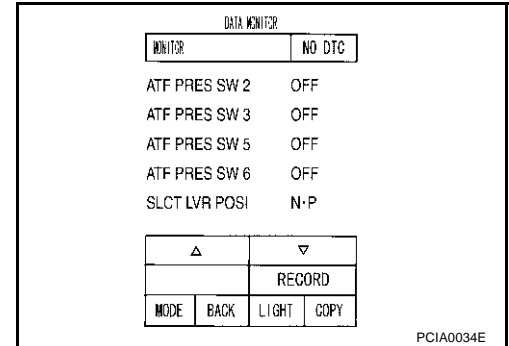 DATA MONITOR
MONITOR NO DTC
ATF PRES SW 2 OFF
ATF PRES SW 3 OFF
ATF PRES SW 5 OFF
ATF PRES SW 6 OFF
SLCT LVR POSI N·P
△ ▽
RECORD
MODE BACK LIGHT COPY
PCIA0034E